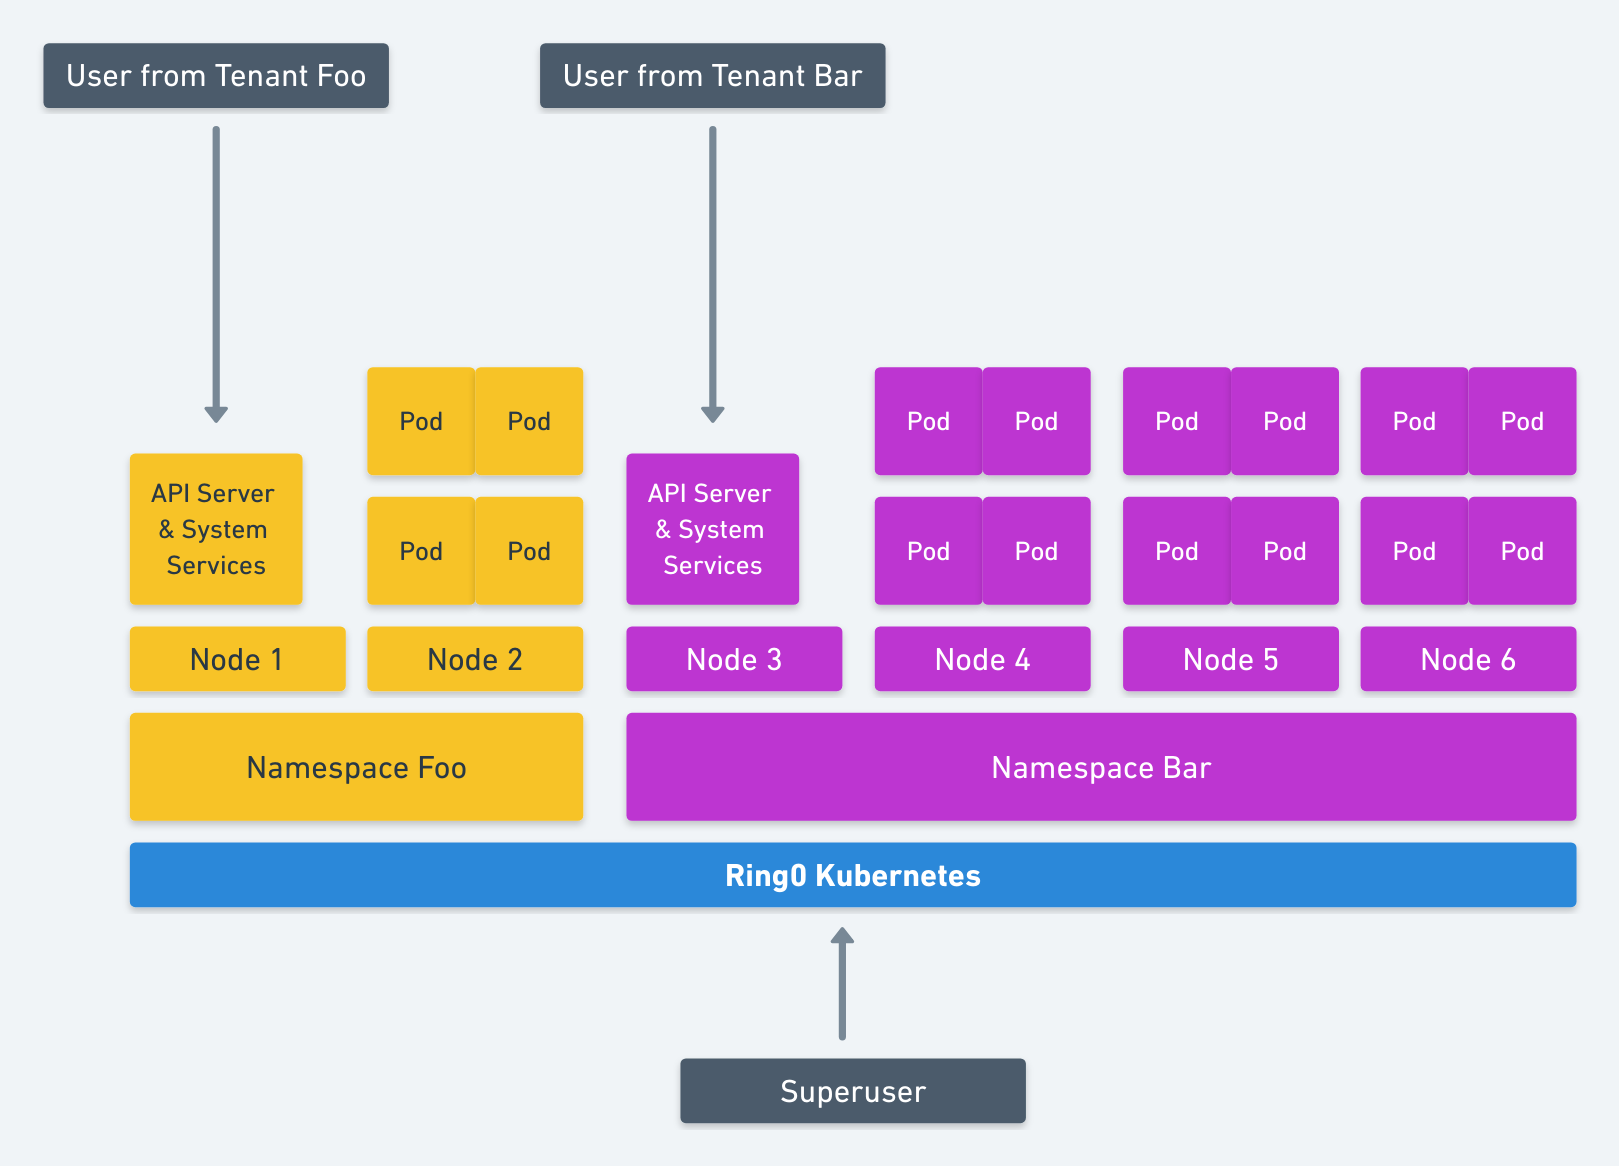 User from Tenant Foo
User from Tenant Bar
Pod Pod
Pod Pod
Pod Pod
Pod Pod
API Server
& System
Services
Pod Pod
API Server
& System
Services
Pod Pod
Pod Pod
Pod Pod
Node 1
Node 2
Node 3
Node 4
Node 5
Node 6
Namespace Foo
Namespace Bar
Ring0 Kubernetes
Superuser